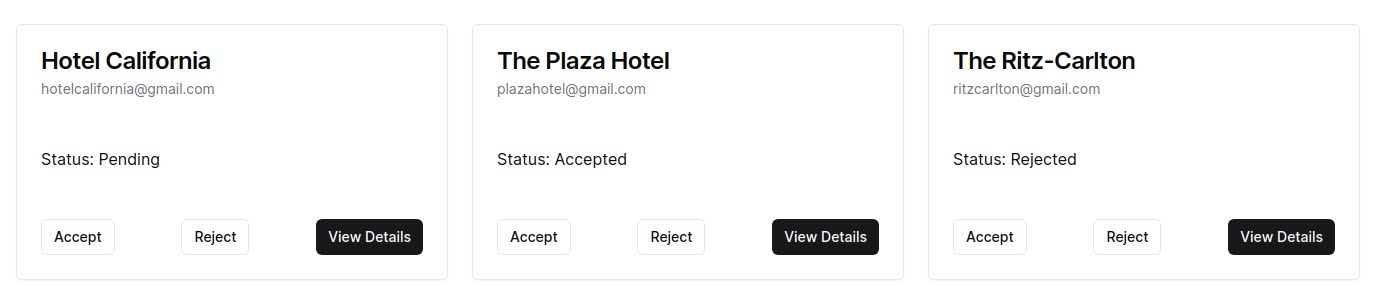 Hotel California
hotelcalifornia@gmail.com
Status: Pending
Accept
Reject
View Details
The Plaza Hotel
plazahotel@gmail.com
Status: Accepted
Accept
Reject
View Details
The Ritz-Carlton
ritzcarlton@gmail.com
Status: Rejected
Accept
Reject
View Details